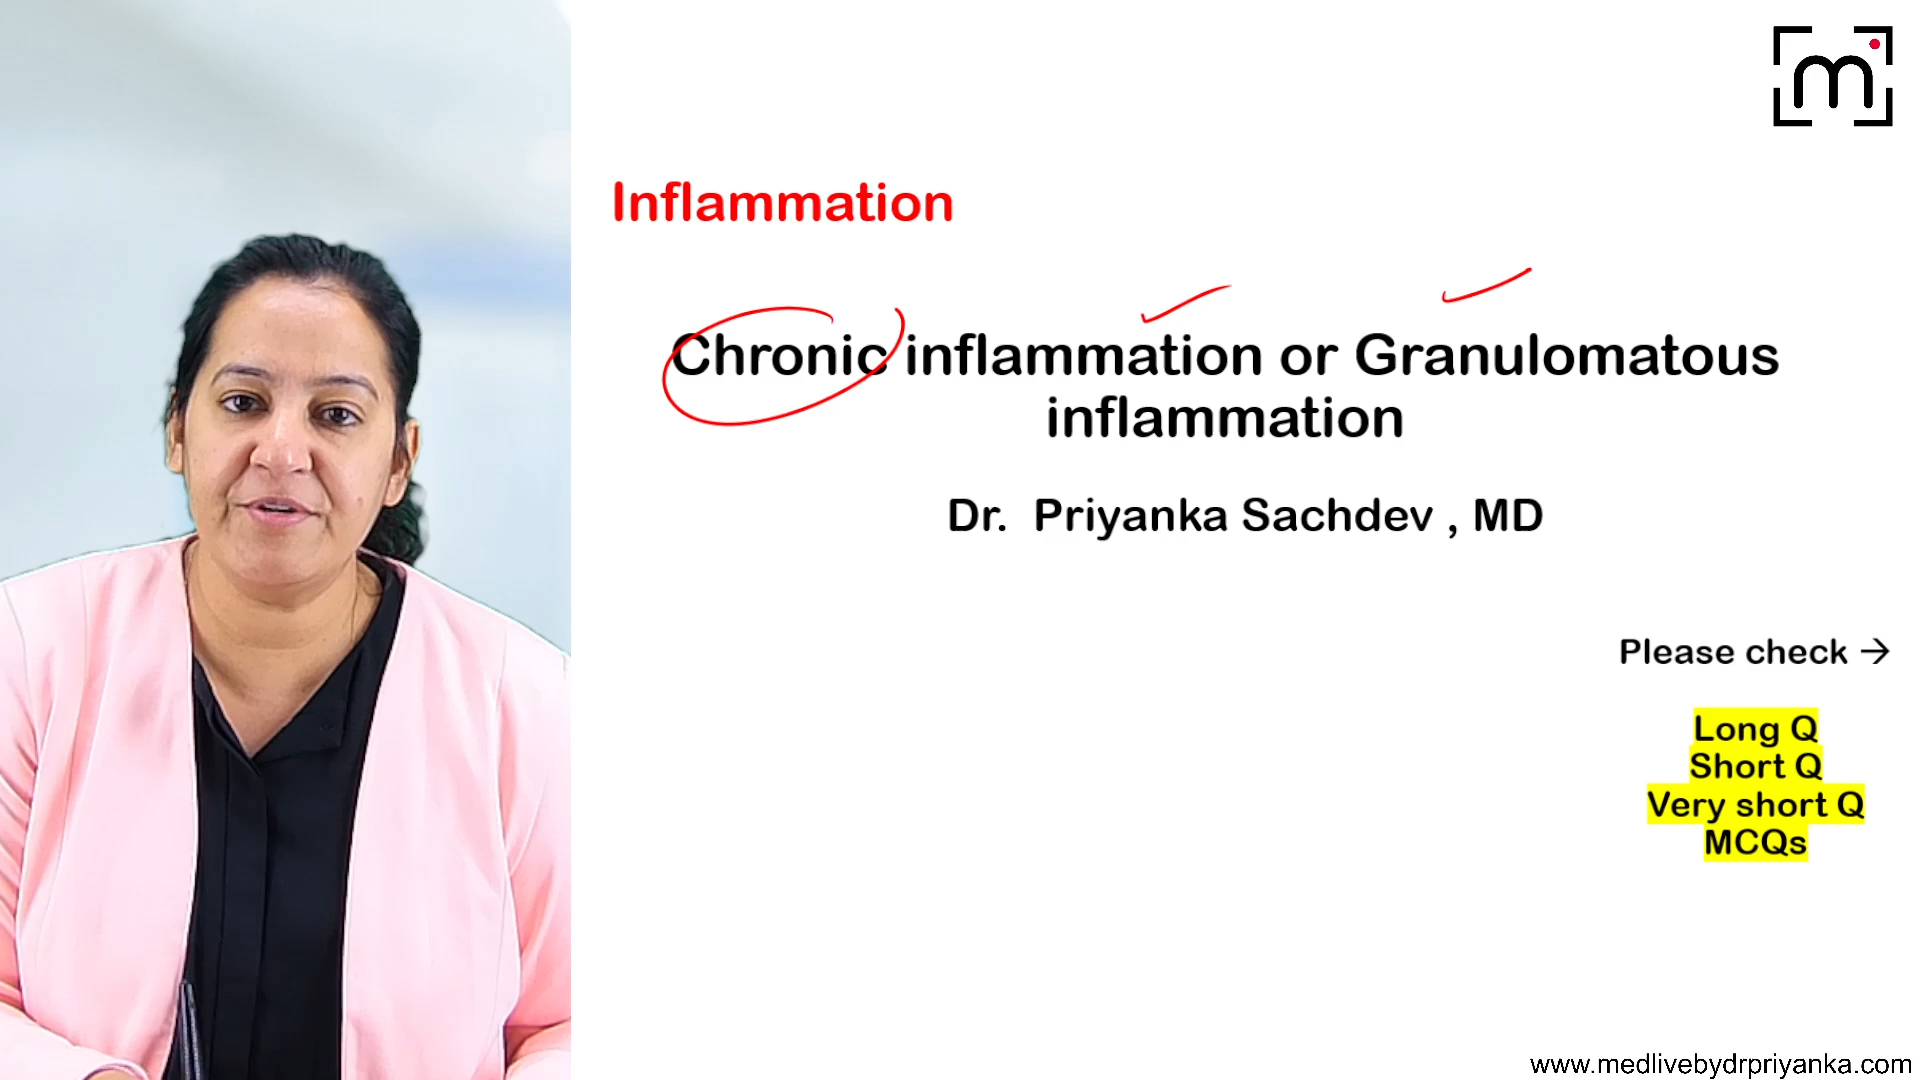 m
Inflammation
Chronic inflammation or Granulomatous
inflammation
Dr. Priyanka Sachdev , MD
Please check →
Long Q
Short Q
Very short Q
MCQs
www.medlivebydrpriyanka.com